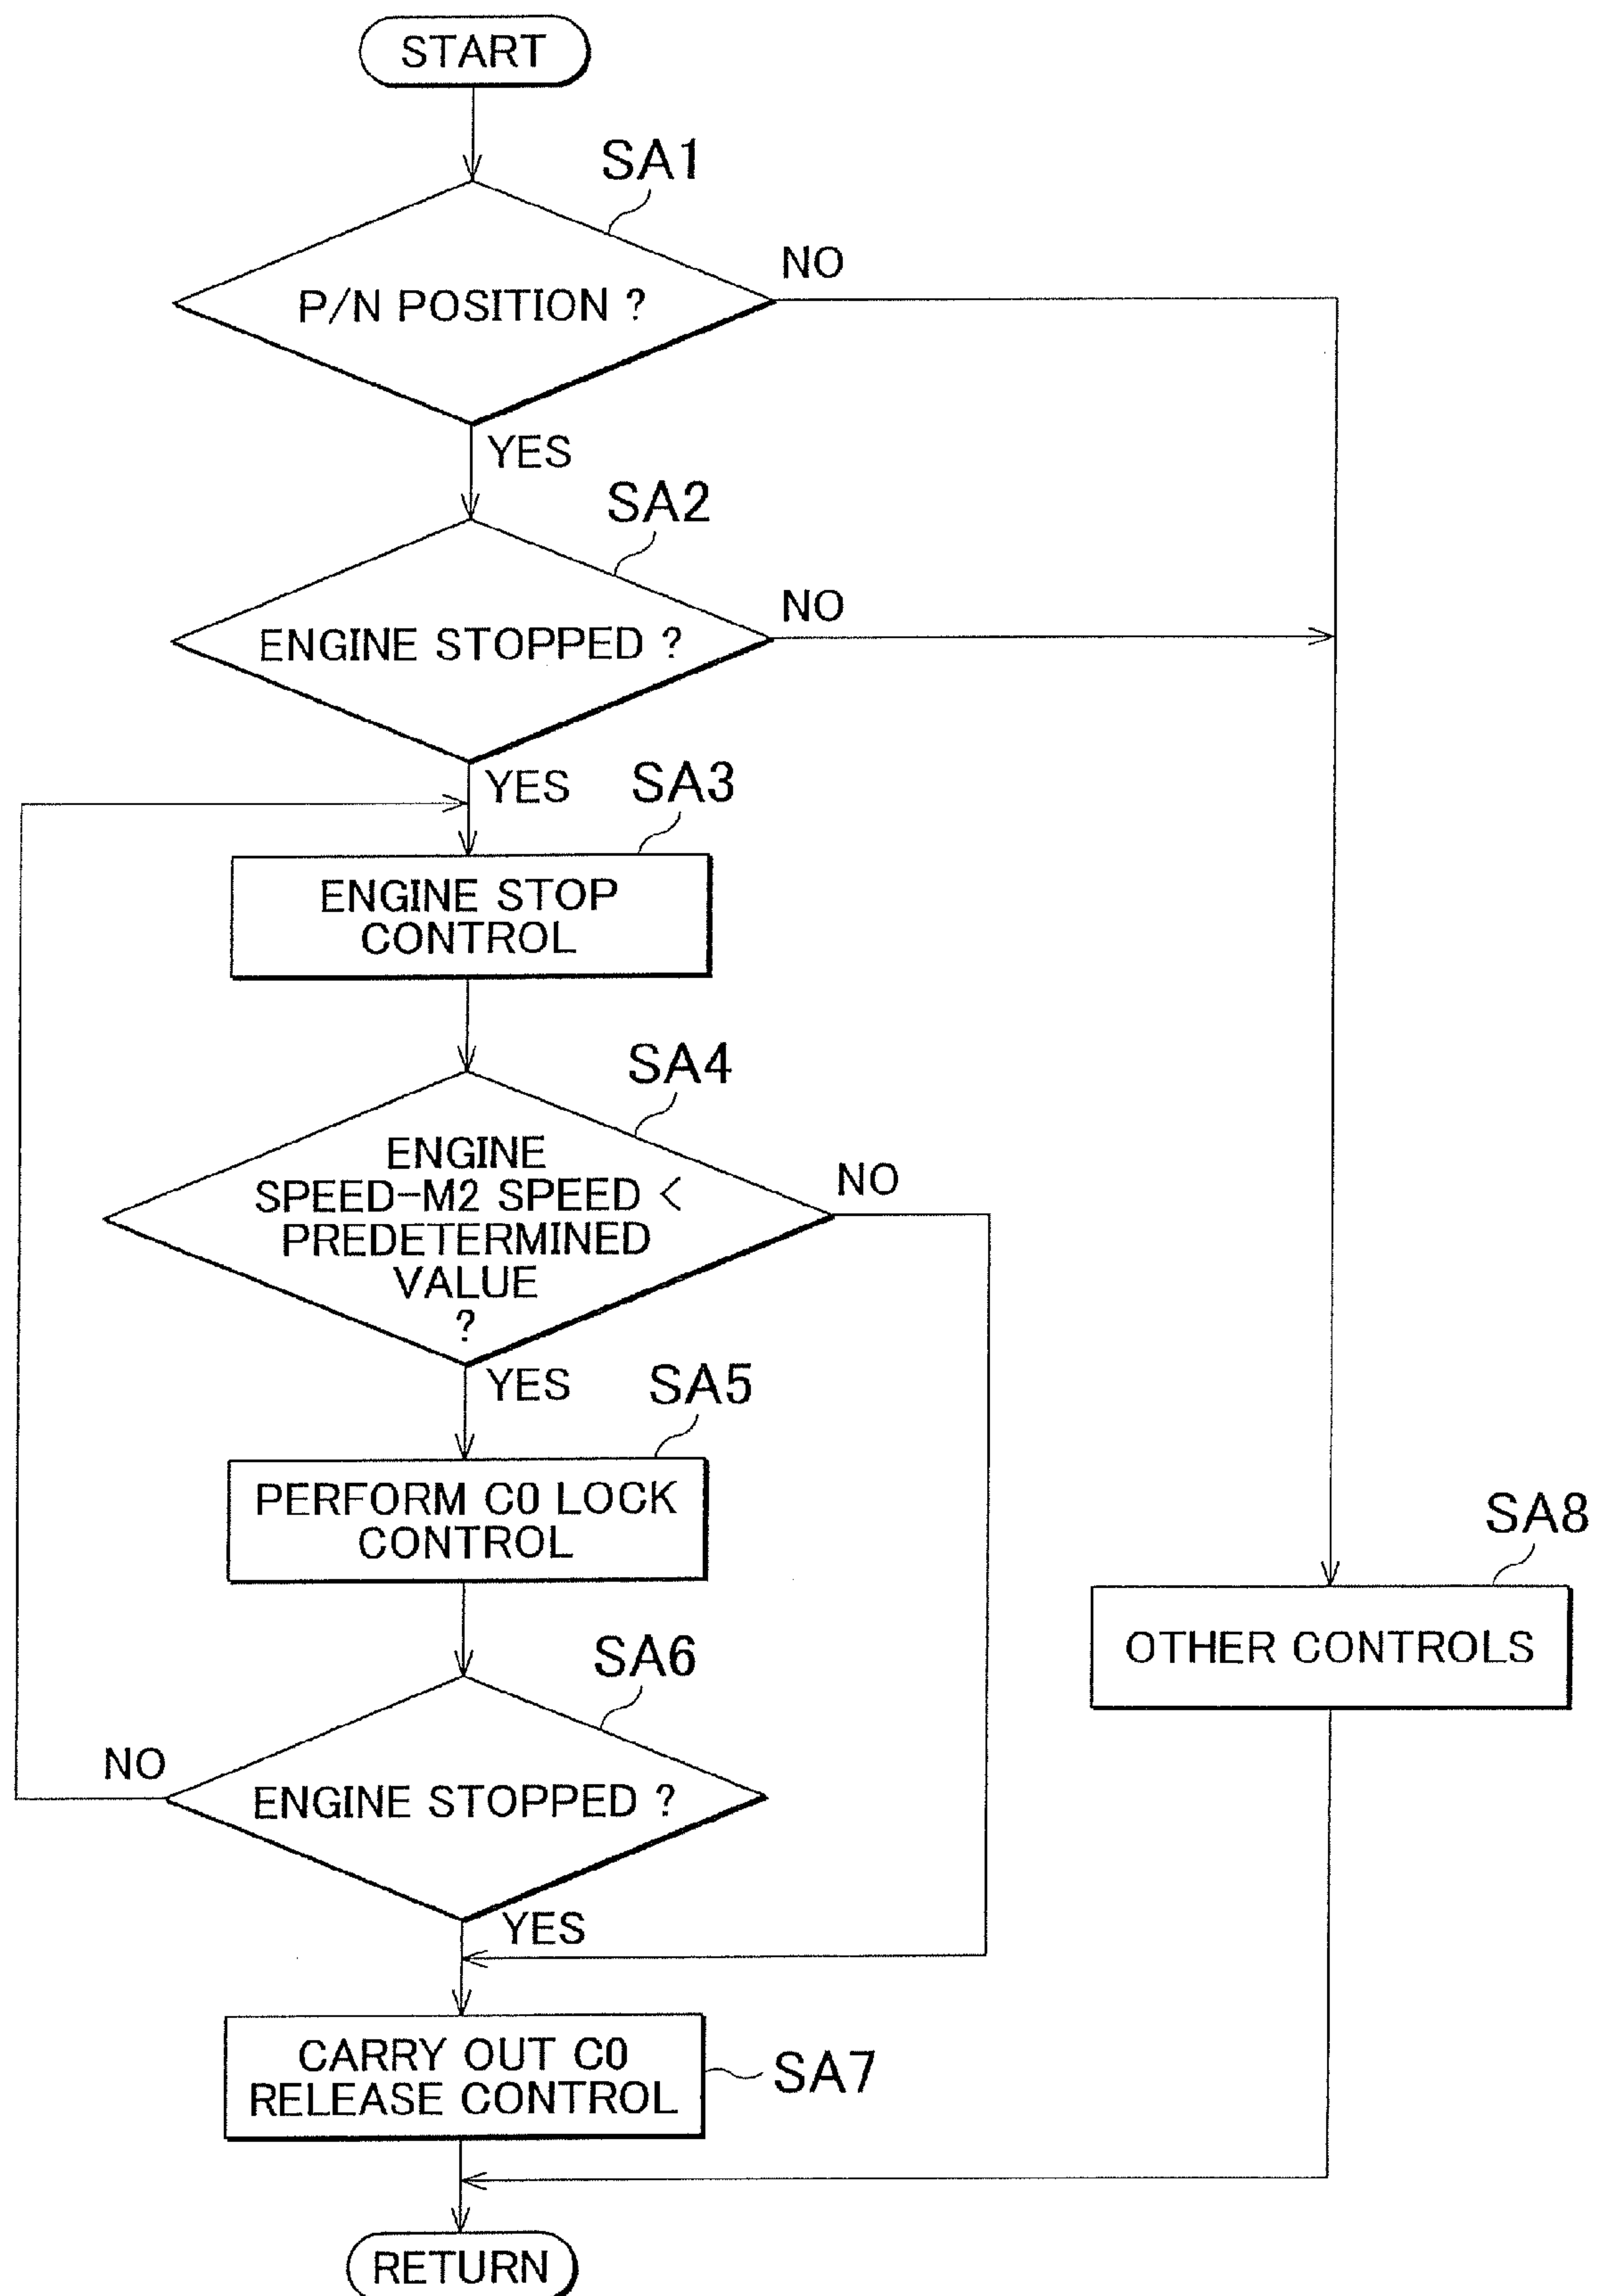 START
SA1
P/N POSITION ?
NO
YES
SA2
ENGINE STOPPED ?
NO
YES
SA3
ENGINE STOP
CONTROL
SA4
ENGINE
SPEED-M2 SPEED <
PREDETERMINED
VALUE
?
NO
YES
SA5
PERFORM C0 LOCK
CONTROL
SA8
OTHER CONTROLS
SA6
ENGINE STOPPED ?
NO
YES
CARRY OUT C0
RELEASE CONTROL
SA7
RETURN